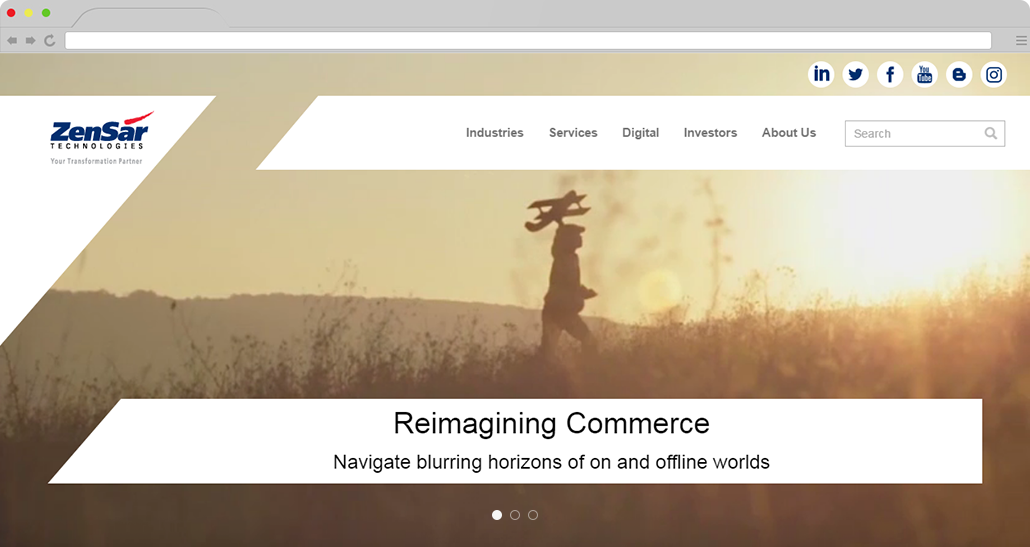 You
Tube
ZenSar
TECHNOLOGIES
Your Transformation Partner
Industries Services Digital Investors About Us Search
Reimagining Commerce
Navigate blurring horizons of on and offline worlds